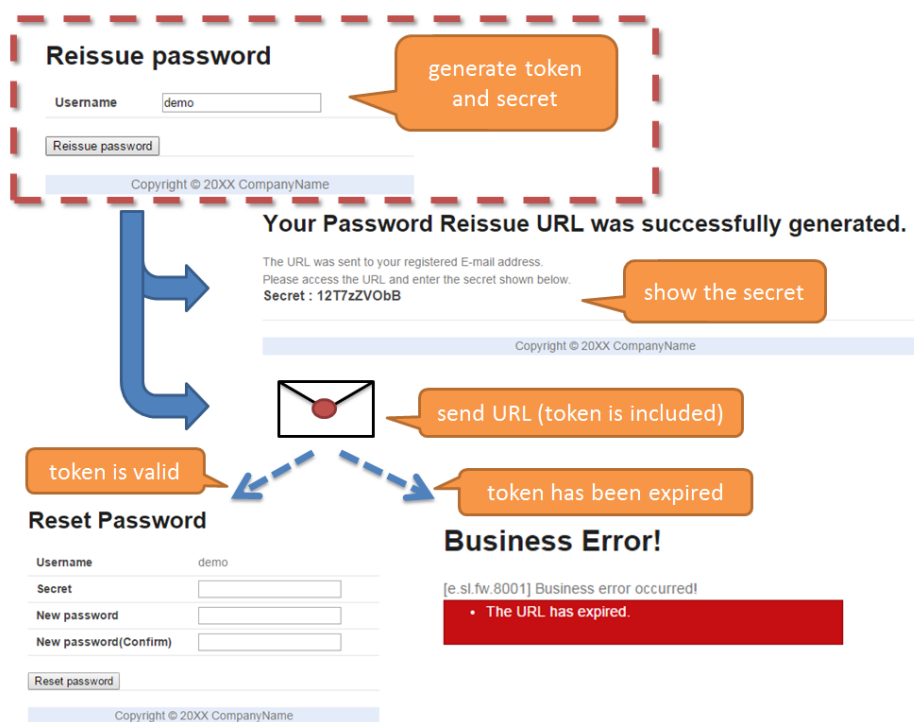 Reissue password
generate token
and secret
Username demo
Reissue password
Copyright © 20XX CompanyName
Your Password Reissue URL was successfully generated.
The URL was sent to your registered E-mail address.
Please access the URL and enter the secret shown below.
Secret : 12T7zZVObB
show the secret
Copyright © 20XX CompanyName
send URL (token is included)
token is valid
token has been expired
Reset Password
Username demo
Secret
New password
New password(Confirm)
Reset password
Copyright © 20XX CompanyName
Business Error!
[e.sl.fw.8001] Business error occurred!
• The URL has expired.